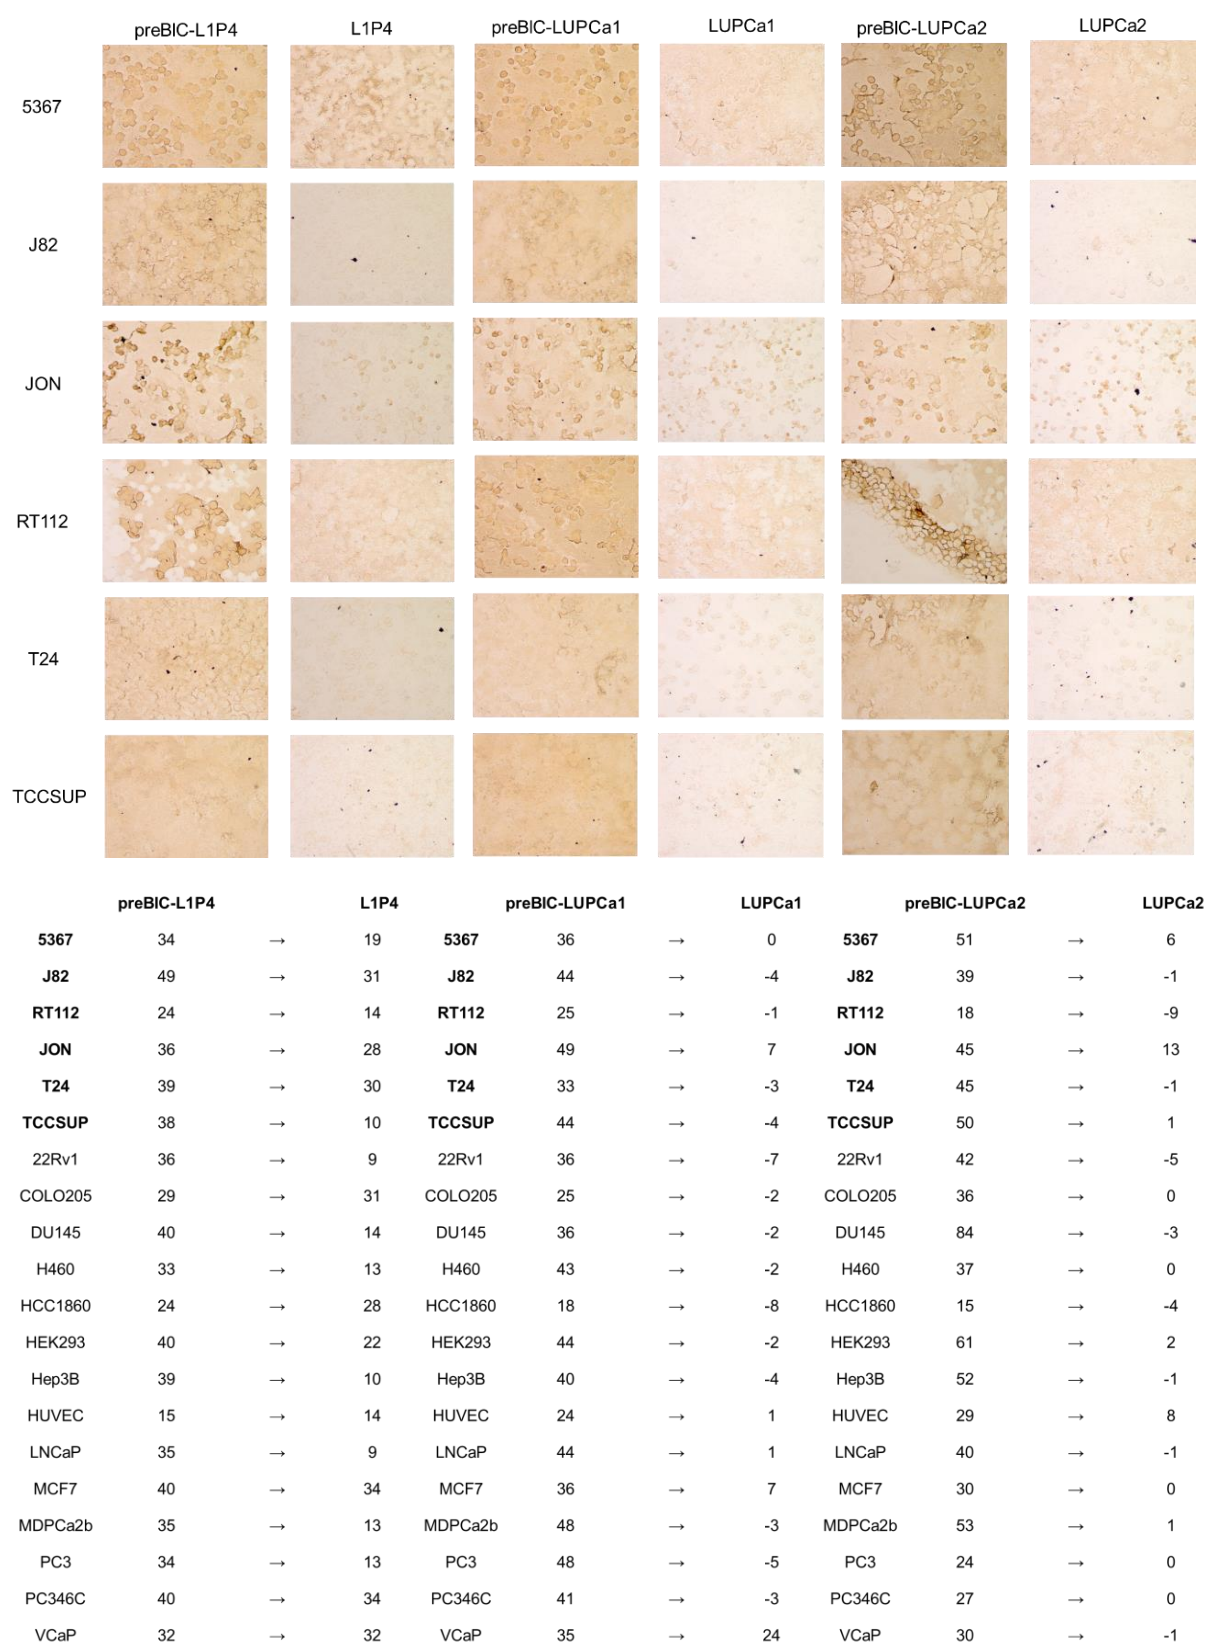 preBIC-L1P4 L1P4 preBIC-LUPCa1 LUPCa1 preBIC-LUPCa2 LUPCa2
5367
J82
JON
RT112
T24
TCCSUP
preBIC-L1P4 L1P4 preBIC-LUPCa1 LUPCa1 preBIC-LUPCa2 LUPCa2
5367 34 → 19 5367 36 → 0 5367 51 → 6
J82 49 → 31 J82 44 → -4 J82 39 → -1
RT112 24 → 14 RT112 25 → -1 RT112 18 → -9
JON 36 → 28 JON 49 → 7 JON 45 → 13
T24 39 → 30 T24 33 → -3 T24 45 → -1
TCCSUP 38 → 10 TCCSUP 44 → -4 TCCSUP 50 → 1
22Rv1 36 → 9 22Rv1 36 → -7 22Rv1 42 → -5
COLO205 29 → 31 COLO205 25 → -2 COLO205 36 → 0
DU145 40 → 14 DU145 36 → -2 DU145 84 → -3
H460 33 → 13 H460 43 → -2 H460 37 → 0
HCC1860 24 → 28 HCC1860 18 → -8 HCC1860 15 → -4
HEK293 40 → 22 HEK293 44 → -2 HEK293 61 → 2
Hep3B 39 → 10 Hep3B 40 → -4 Hep3B 52 → -1
HUVEC 15 → 14 HUVEC 24 → 1 HUVEC 29 → 8
LNCaP 35 → 9 LNCaP 44 → 1 LNCaP 40 → -1
MCF7 40 → 34 MCF7 36 → 7 MCF7 30 → 0
MDPCa2b 35 → 13 MDPCa2b 48 → -3 MDPCa2b 53 → 1
PC3 34 → 13 PC3 48 → -5 PC3 24 → 0
PC346C 40 → 34 PC346C 41 → -3 PC346C 27 → 0
VCaP 32 → 32 VCaP 35 → 24 VCaP 30 → -1